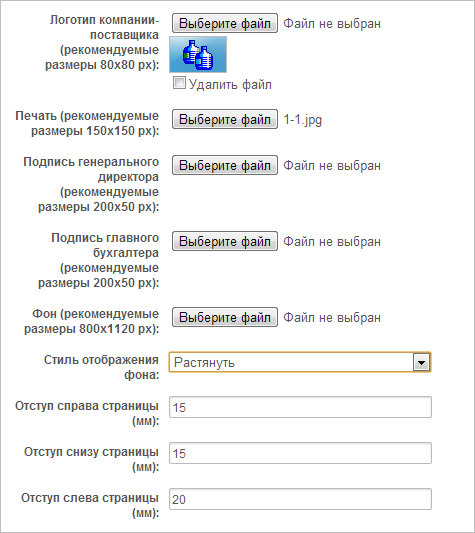 Логотип компании-
поставщика
(рекомендуемые
размеры 80x80 px):
Выберите файл Файл не выбран
Удалить файл
Печать (рекомендуемые
размеры 150x150 px):
Выберите файл 1-1.jpg
Подпись генерального
директора
(рекомендуемые
размеры 200x50 px):
Выберите файл Файл не выбран
Подпись главного
бухгалтера
(рекомендуемые
размеры 200x50 px):
Выберите файл Файл не выбран
Фон (рекомендуемые
размеры 800x1120 px):
Выберите файл Файл не выбран
Стиль отображения
фона:
Растянуть
Отступ справа страницы
(мм):
15
Отступ снизу страницы
(мм):
15
Отступ слева страницы
(мм):
20